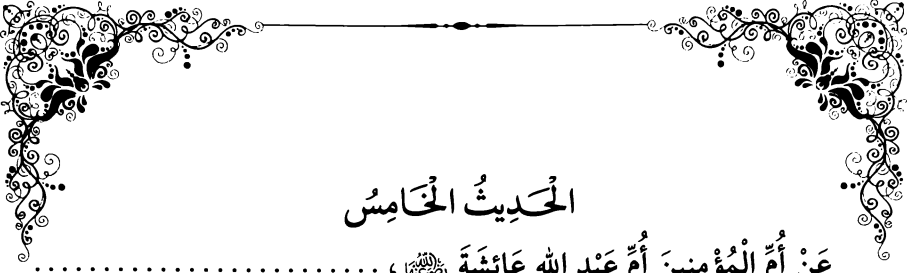 الْحَدِيثُ الْخَامِسُ
عَنْ أُمِّ الْمُؤْمِنِينَ أُمِّ عَبْدِ اللهِ عَائِشَةَ ، ........................